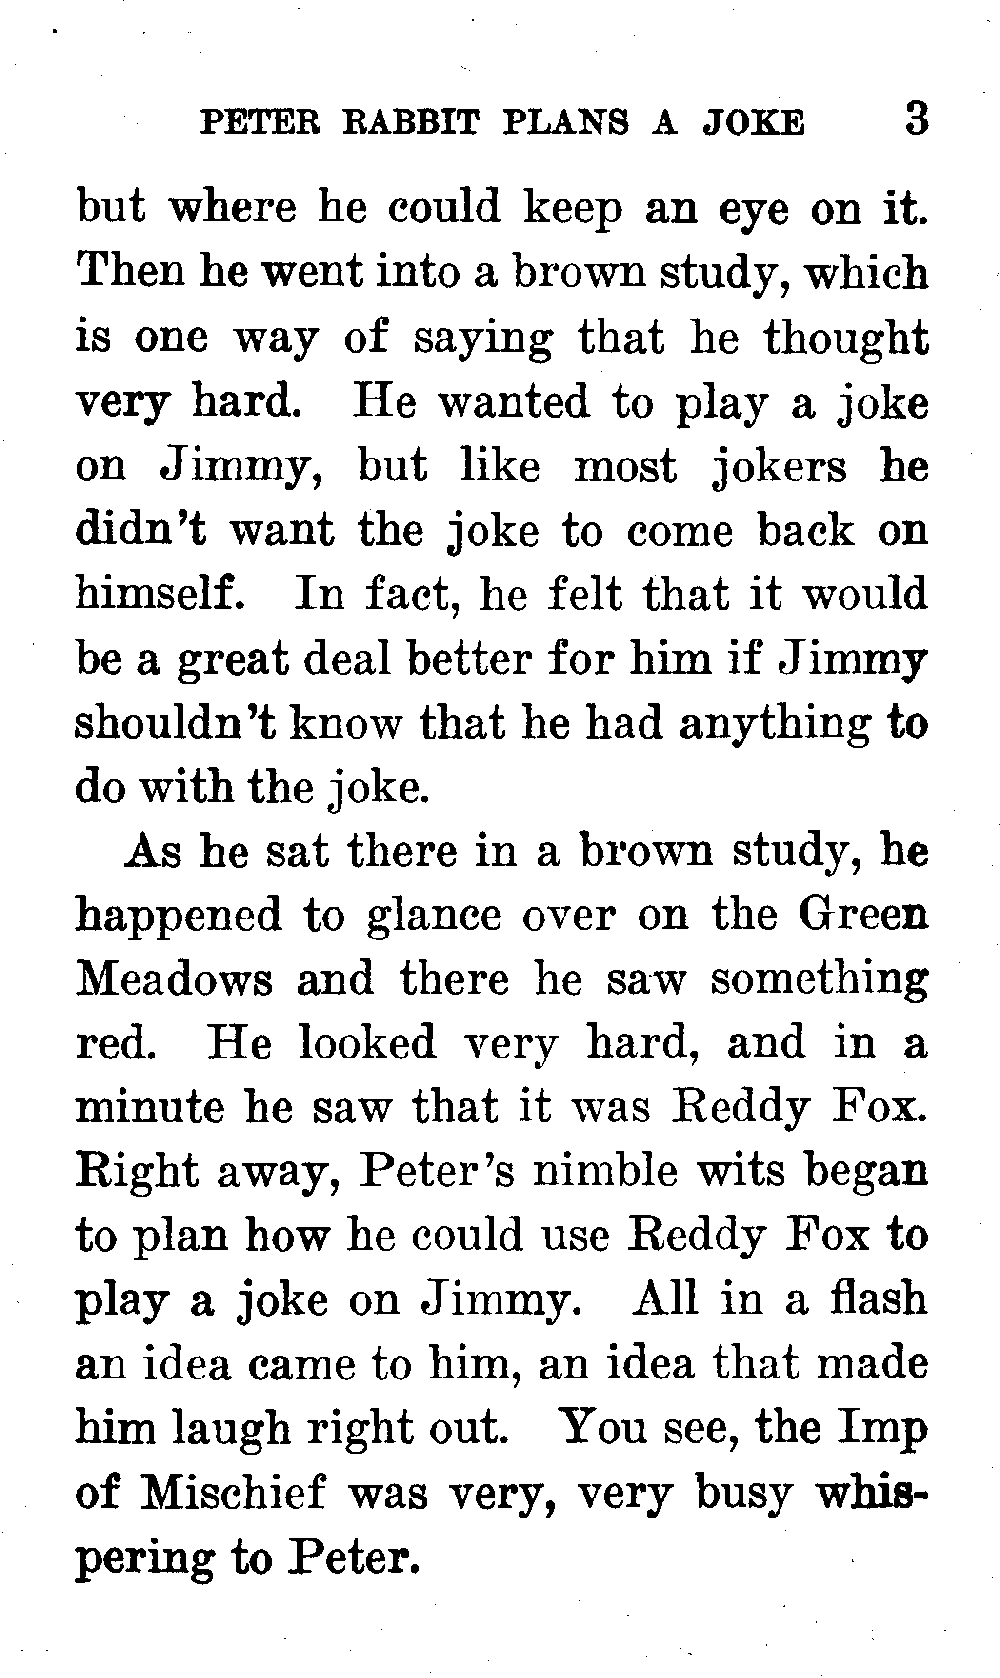 PETER RABBIT PLANS A JOKE 3
but where he could keep an eye on it.
Then he went into a brown study, which
is one way of saying that he thought
very hard. He wanted to play a joke
on Jimmy, but like most jokers he
didn't want the joke to come back on
himself. In fact, he felt that it would
be a great deal better for him if Jimmy
shouldn't know that he had anything to
do with the joke.
As he sat there in a brown study, he
happened to glance over on the Green
Meadows and there he saw something
red. He looked very hard, and in a
minute he saw that it was Reddy Fox.
Right away, Peter's nimble wits began
to plan how he could use Reddy Fox to
play a joke on Jimmy. All in a flash
an idea came to him, an idea that made
him laugh right out. You see, the Imp
of Mischief was very, very busy whis-
pering to Peter.